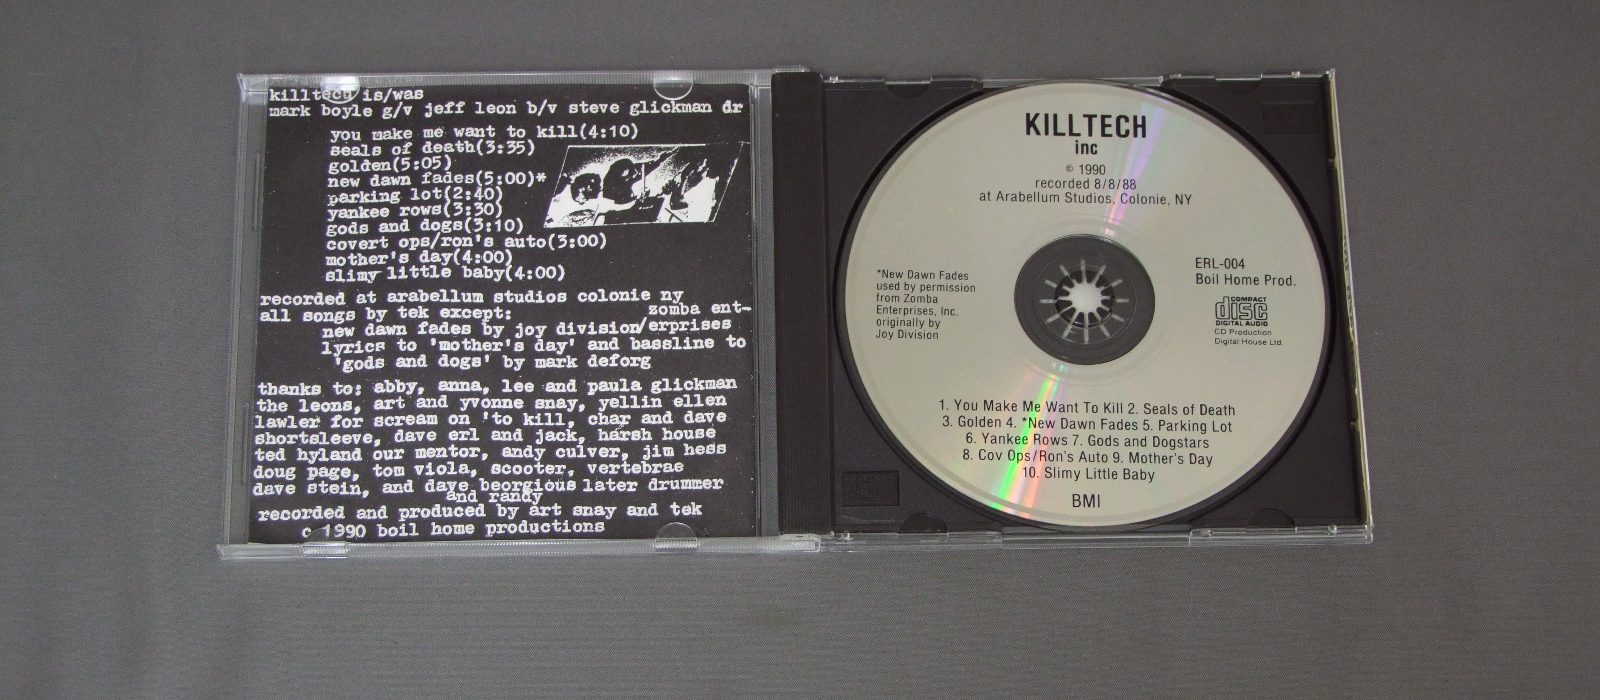 killtech is/was
mark boyle g/v jeff leon b/v steve glickman dr
you make me want to kill(4:10)
seals of death(3:35)
golden(5:05)
new dawn fades(5:00)*
parking lot(2:40)
yankee rows(3:30)
gods and dogs(3:10)
covert ops/ron's auto(3:00)
mother's day(4:00)
slimy little baby(4:00)
recorded at arabellum studios colonie ny
all songs by tek except: zomba ent-
new dawn fades by joy division/erprises
lyrics to 'mother's day' and bassline to
'gods and dogs' by mark deforg
thanks to: abby, anna, lee and paula glickman
the leons, art and yvonne snay, yellin ellen
lawler for scream on 'to kill, char and dave
shortsleeve, dave erl and jack, harsh house
ted hyland our mentor, andy culver, jim hess
doug page, tom viola, scooter, vertebrae
dave stein, and dave beorgious later drummer
and randy
recorded and produced by art snay and tek
c 1990 boil home productions
KILLTECH
inc
© 1990
recorded 8/8/88
at Arabellum Studios, Colonie, NY
*New Dawn Fades
used by permission
from Zomba
Enterprises, Inc.
originally by
Joy Division
ERL-004
Boil Home Prod.
COMPACT
disc
DIGITAL AUDIO
CD Production
Digital House Ltd.
1. You Make Me Want To Kill 2. Seals of Death
3. Golden 4. *New Dawn Fades 5. Parking Lot
6. Yankee Rows 7. Gods and Dogstars
8. Cov Ops/Ron's Auto 9. Mother's Day
10. Slimy Little Baby
BMI